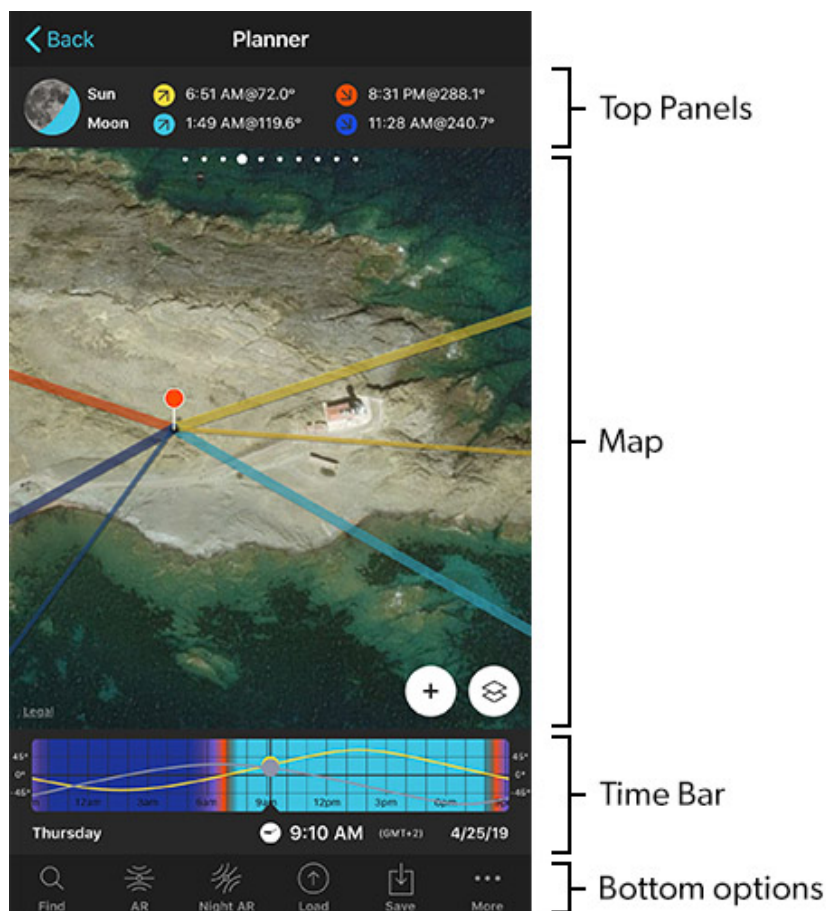 Back
Planner
Sun 6:51 AM@72.0° 8:31 PM@288.1°
Moon 1:49 AM@119.6° 11:28 AM@240.7°
Top Panels
Map
Legal
45° 45°
0° 0°
-45° -45°
12am 3am 6am 9am 12pm 3pm 6pm
Time Bar
Thursday 9:10 AM (GMT+2) 4/25/19
Find AR Night AR Load Save More
Bottom options